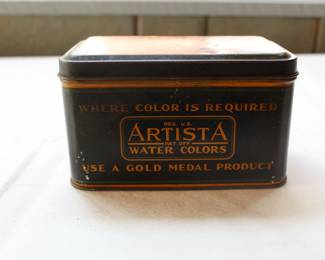 WHERE COLOR IS REQUIRED
REG. U.S.
ARTISTA
PAT. OFF.
WATER COLORS
USE A GOLD MEDAL PRODUCT